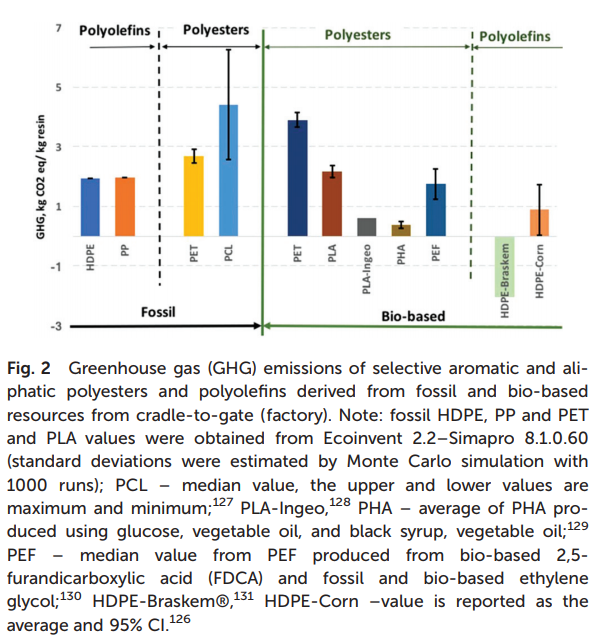 7
Polyolefins
Polyesters
Polyesters
Polyolefins
5
3
1
-1
-3
GHG, kg CO2 eq/ kg resin
HDPE
PP
PET
PCL
PET
PLA
PLA-Ingeo
PHA
PEF
HDPE-Braskem
HDPE-Corn
Fossil
Bio-based
Fig. 2 Greenhouse gas (GHG) emissions of selective aromatic and ali-
phatic polyesters and polyolefins derived from fossil and bio-based
resources from cradle-to-gate (factory). Note: fossil HDPE, PP and PET
and PLA values were obtained from Ecoinvent 2.2–Simapro 8.1.0.60
(standard deviations were estimated by Monte Carlo simulation with
1000 runs); PCL – median value, the upper and lower values are
maximum and minimum;127 PLA-Ingeo,128 PHA – average of PHA pro-
duced using glucose, vegetable oil, and black syrup, vegetable oil;129
PEF – median value from PEF produced from bio-based 2,5-
furandicarboxylic acid (FDCA) and fossil and bio-based ethylene
glycol;130 HDPE-Braskem®,131 HDPE-Corn –value is reported as the
average and 95% CI.126